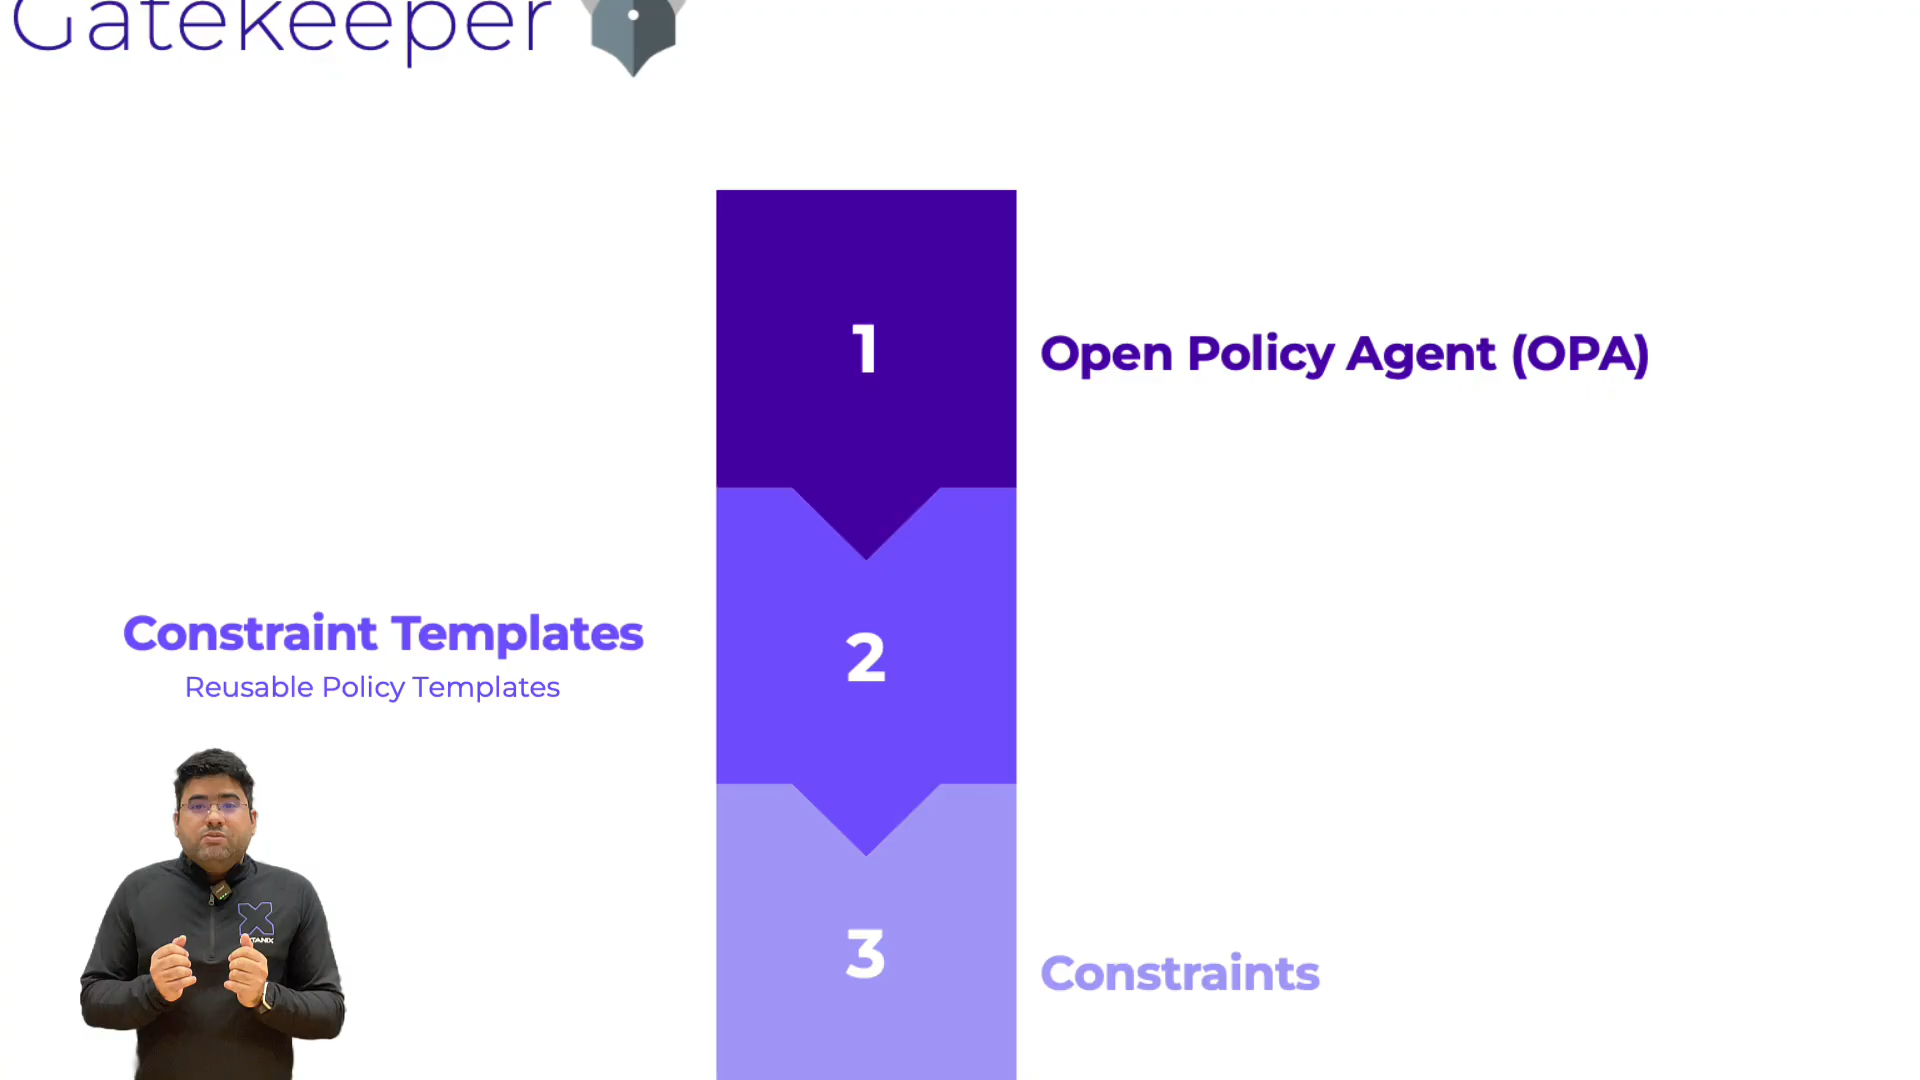 Gatekeeper
1
Open Policy Agent (OPA)
Constraint Templates
Reusable Policy Templates
2
3
Constraints